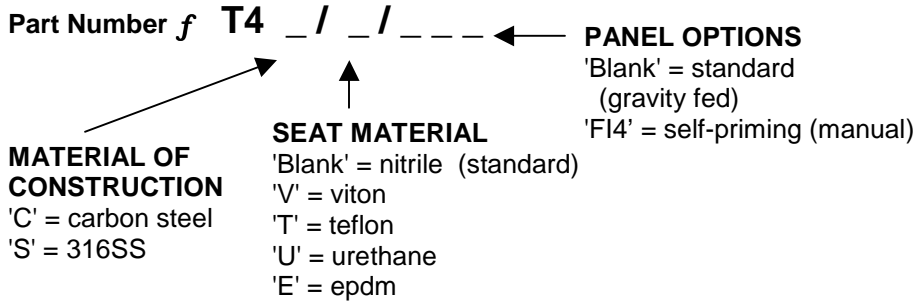 Part Number ƒ T4 _ / _ / _ _ _
PANEL OPTIONS
'Blank' = standard
(gravity fed)
'FI4' = self-priming (manual)
SEAT MATERIAL
'Blank' = nitrile (standard)
'V' = viton
'T' = teflon
'U' = urethane
'E' = epdm
MATERIAL OF
CONSTRUCTION
'C' = carbon steel
'S' = 316SS